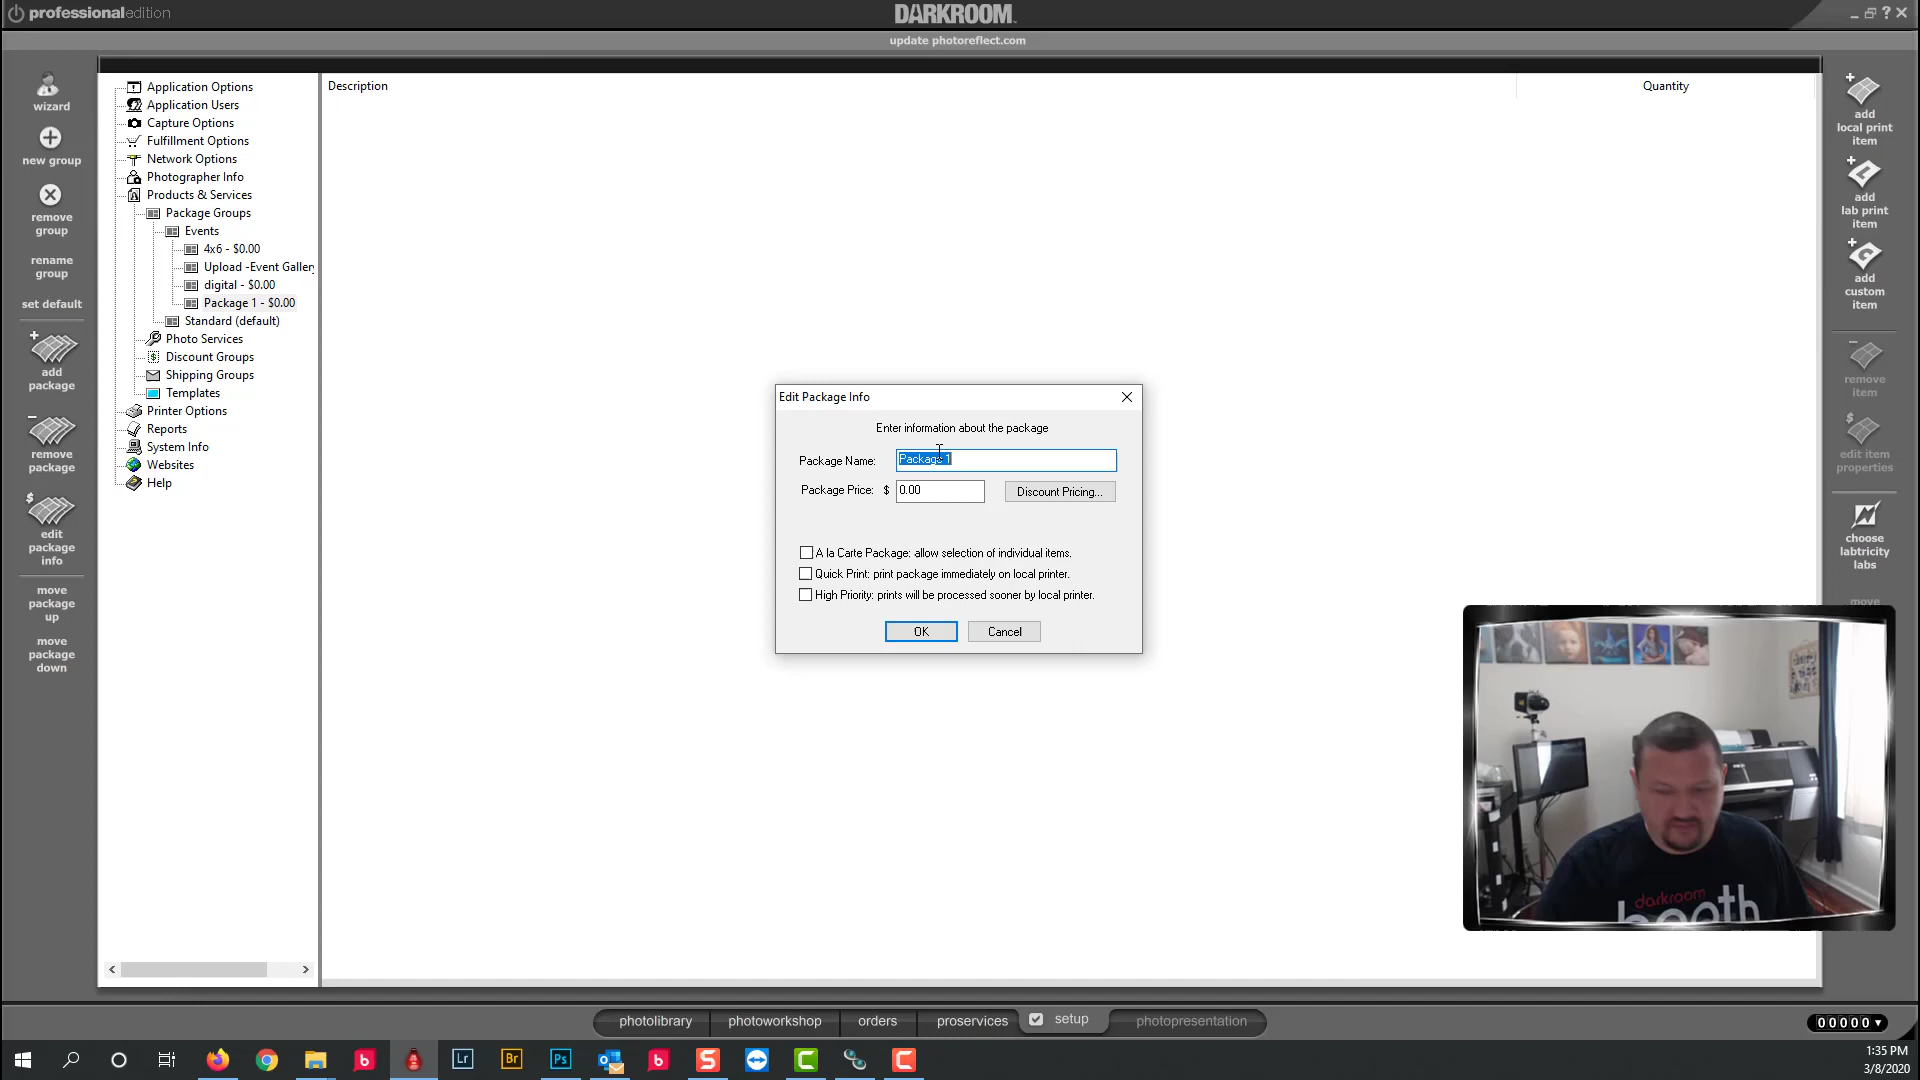 professionaledition
DARKROOM
update photoreflect.com
wizard
new group
remove
group
rename
group
set default
add
package
remove
package
edit
package
info
move
package
up
move
package
down
Application Options
Application Users
Capture Options
Fulfillment Options
Network Options
Photographer Info
Products & Services
Package Groups
Events
4x6 - $0.00
Upload -Event Galler
digital - $0.00
Package 1 - $0.00
Standard (default)
Photo Services
Discount Groups
Shipping Groups
Templates
Printer Options
Reports
System Info
Websites
Help
Description
Quantity
Edit Package Info
Enter information about the package
Package Name: Package 1
Package Price: $ 0.00 Discount Pricing...
A la Carte Package: allow selection of individual items.
Quick Print: print package immediately on local printer.
High Priority: prints will be processed sooner by local printer.
OK Cancel
add
local print
item
add
lab print
item
add
custom
item
remove
item
edit item
properties
choose
labtricity
labs
move
darkroom
booth
photolibrary photoworkshop orders proservices setup photopresentation
00000
Lr Br Ps
1:35 PM
3/8/2020